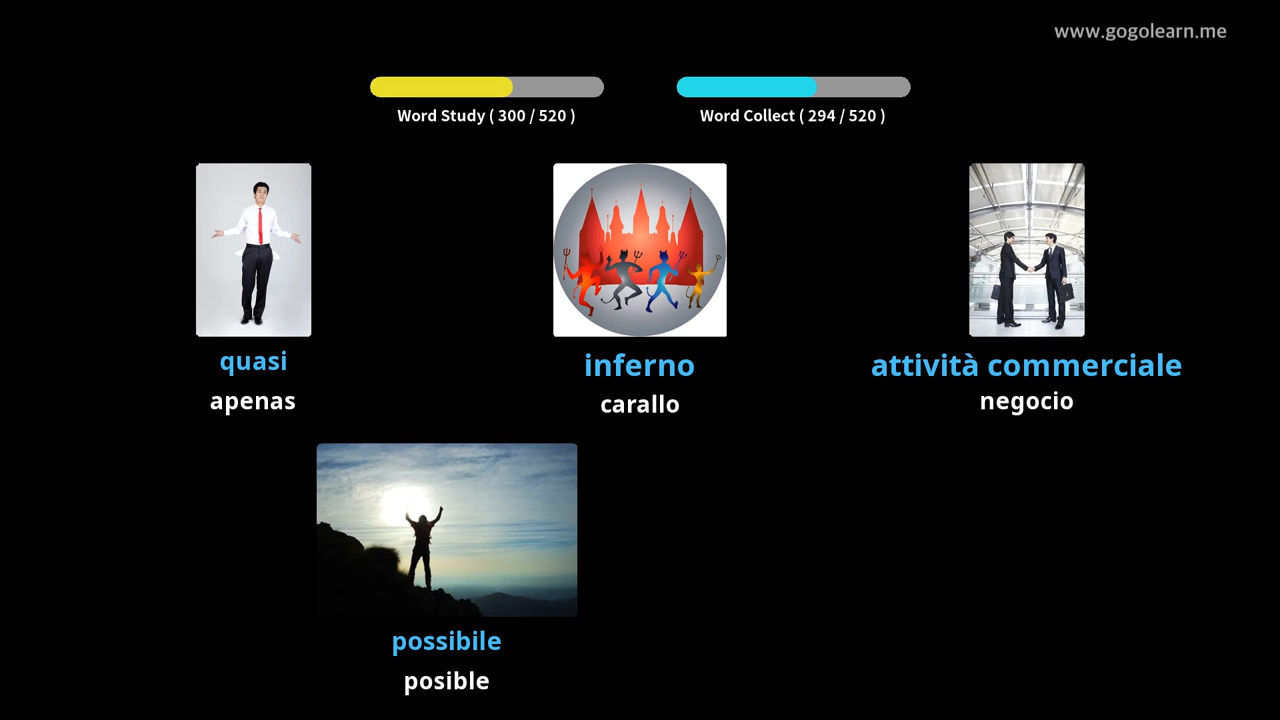 www.gogolearn.me
Word Study ( 300 / 520 )
Word Collect ( 294 / 520 )
quasi
apenas
inferno
carallo
attività commerciale
negocio
possibile
posible